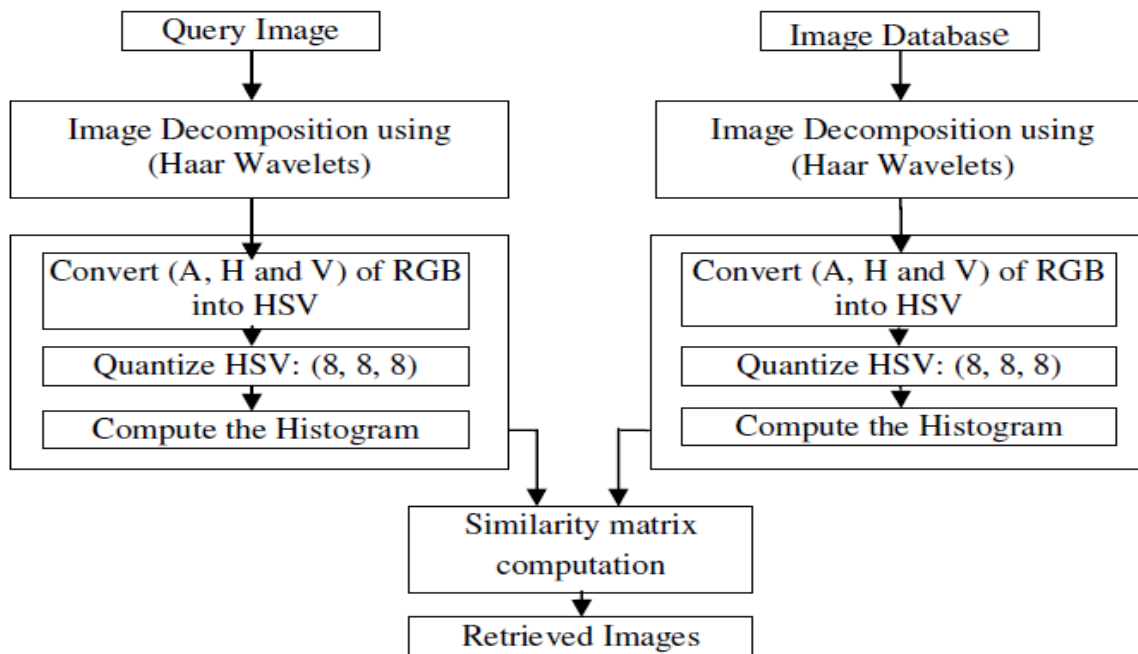 Query Image
Image Decomposition using
(Haar Wavelets)
Convert (A, H and V) of RGB
into HSV
Quantize HSV: (8, 8, 8)
Compute the Histogram
Image Database
Image Decomposition using
(Haar Wavelets)
Convert (A, H and V) of RGB
into HSV
Quantize HSV: (8, 8, 8)
Compute the Histogram
Similarity matrix
computation
Retrieved Images